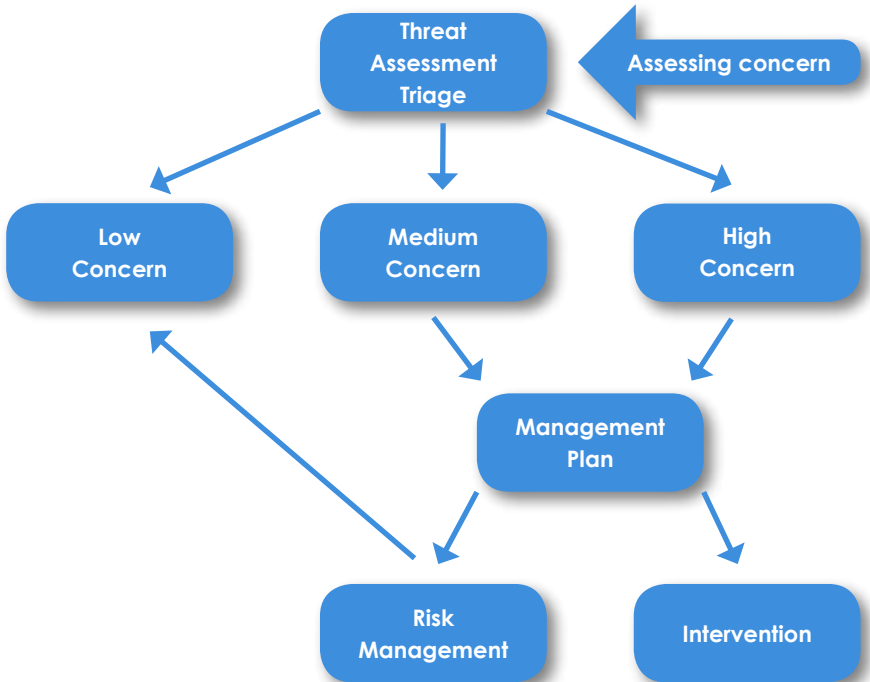 Threat
Assessment
Triage
Assessing concern
Low
Concern
Medium
Concern
High
Concern
Management
Plan
Risk
Management
Intervention